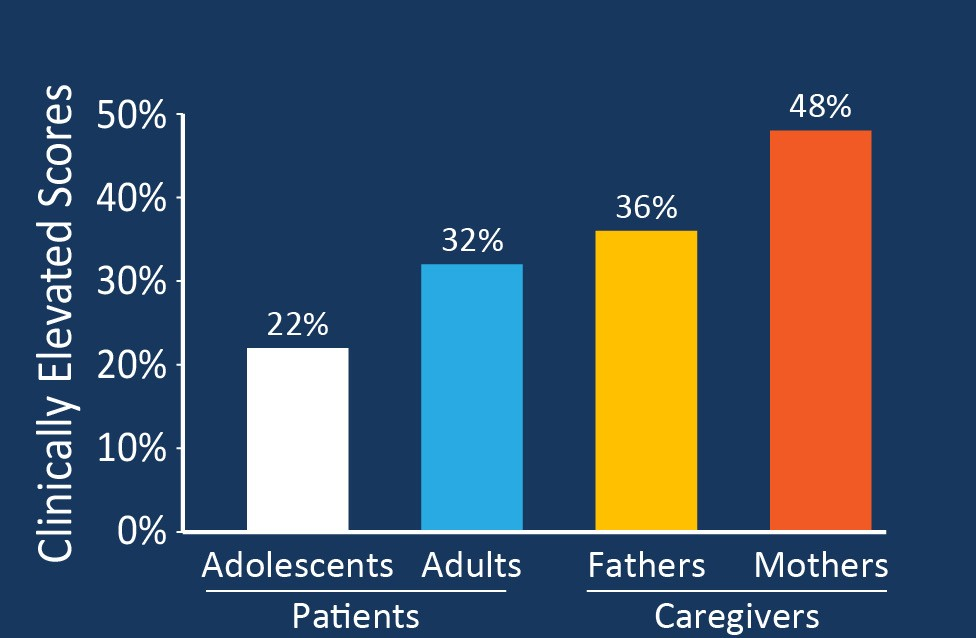 Clinically Elevated Scores
50%
40%
30%
20%
10%
0%
22%
32%
36%
48%
Adolescents
Adults
Fathers
Mothers
Patients
Caregivers